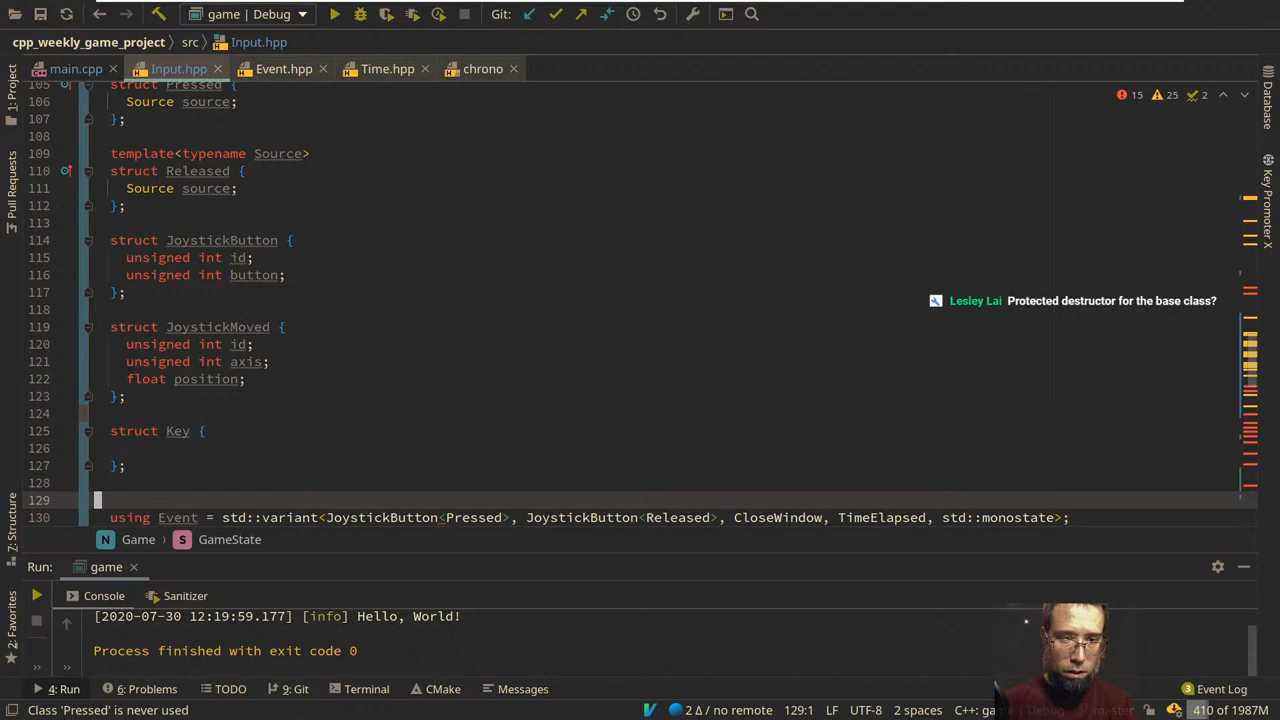 game | Debug
Git:
cpp_weekly_game_project
src
Input.hpp
main.cpp
Input.hpp
Event.hpp
Time.hpp
chrono
15
25
2
1: Project
Pull Requests
7: Structure
2: Favorites
Database
Key Promoter X
105 struct Pressed {
106 Source source;
107 };
108
109 template<typename Source>
110 struct Released {
111 Source source;
112 };
113
114 struct JoystickButton {
115 unsigned int id;
116 unsigned int button;
117 };
118
119 struct JoystickMoved {
120 unsigned int id;
121 unsigned int axis;
122 float position;
123 };
124
125 struct Key {
126
127 };
128
129
130 using Event = std::variant<JoystickButton<Pressed>, JoystickButton<Released>, CloseWindow, TimeElapsed, std::monostate>;
Lesley Lai Protected destructor for the base class?
N Game
S GameState
Run:
game
Console
Sanitizer
[2020-07-30 12:19:59.177] [info] Hello, World!
Process finished with exit code 0
4: Run
6: Problems
TODO
9: Git
Terminal
CMake
Messages
3 Event Log
Class 'Pressed' is never used
2 Δ / no remote
129:1
LF
UTF-8
2 spaces
C++: game | Debug
master
410 of 1987M